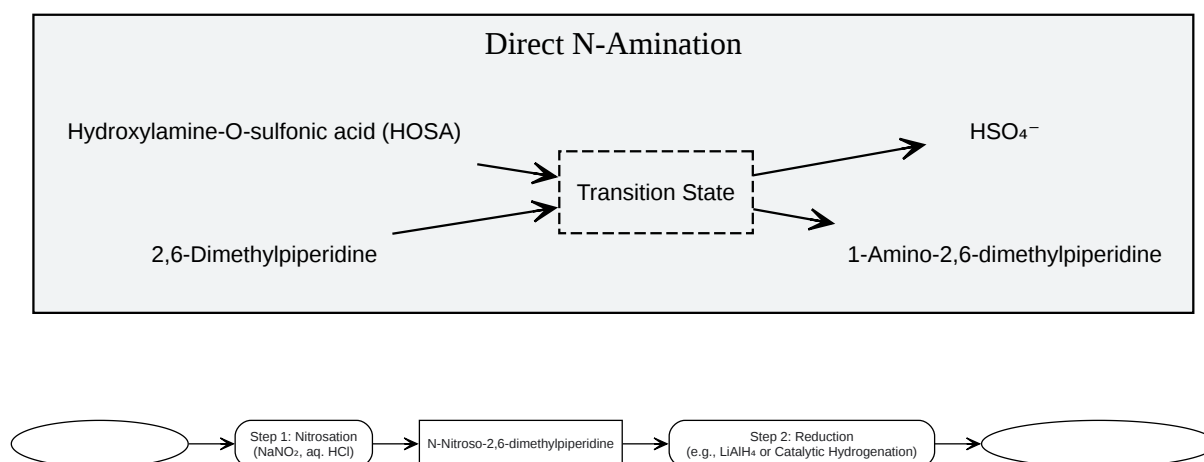 Direct N-Amination
Hydroxylamine-O-sulfonic acid (HOSA)
HSO₄⁻
Transition State
2,6-Dimethylpiperidine
1-Amino-2,6-dimethylpiperidine
Step 1: Nitrosation
(NaNO₂, aq. HCl)
N-Nitroso-2,6-dimethylpiperidine
Step 2: Reduction
(e.g., LiAlH₄ or Catalytic Hydrogenation)